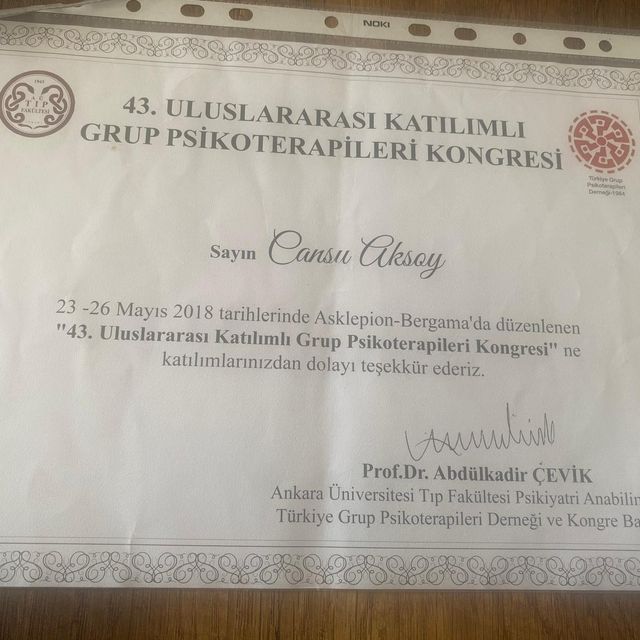 NOKI
1945
TIP
FAKÜLTESİ
43. ULUSLARARASI KATILIMLI
GRUP PSİKOTERAPİLERİ KONGRESİ
Türkiye Grup
Psikoterapileri
Derneği-1984
Sayın Cansu Aksoy
23 -26 Mayıs 2018 tarihlerinde Asklepion-Bergama'da düzenlenen
"43. Uluslararası Katılımlı Grup Psikoterapileri Kongresi" ne
katılımlarınızdan dolayı teşekkür ederiz.
Prof.Dr. Abdülkadir ÇEVİK
Ankara Üniversitesi Tıp Fakültesi Psikiyatri Anabilim
Türkiye Grup Psikoterapileri Derneği ve Kongre Ba